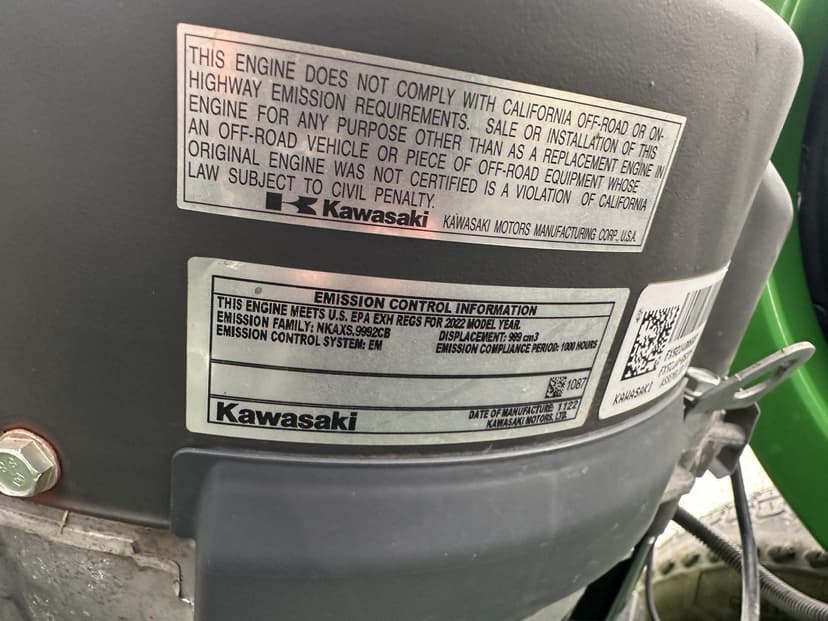 THIS ENGINE DOES NOT COMPLY WITH CALIFORNIA OFF-ROAD OR ON-
HIGHWAY EMISSION REQUIREMENTS. SALE OR INSTALLATION OF THIS
ENGINE FOR ANY PURPOSE OTHER THAN AS A REPLACEMENT ENGINE IN
AN OFF-ROAD VEHICLE OR PIECE OF OFF-ROAD EQUIPMENT WHOSE
ORIGINAL ENGINE WAS NOT CERTIFIED IS A VIOLATION OF CALIFORNIA
LAW SUBJECT TO CIVIL PENALTY.
Kawasaki KAWASAKI MOTORS MANUFACTURING CORP., U.S.A.
EMISSION CONTROL INFORMATION
THIS ENGINE MEETS U.S. EPA EXH REGS FOR 2022 MODEL YEAR.
EMISSION FAMILY: NKAXS.9992CB DISPLACEMENT: 999 cm3
EMISSION CONTROL SYSTEM: EM EMISSION COMPLIANCE PERIOD: 1000 HOURS
1087
Kawasaki DATE OF MANUFACTURE: 1122
KAWASAKI MOTORS, LTD.
KAWASAKI